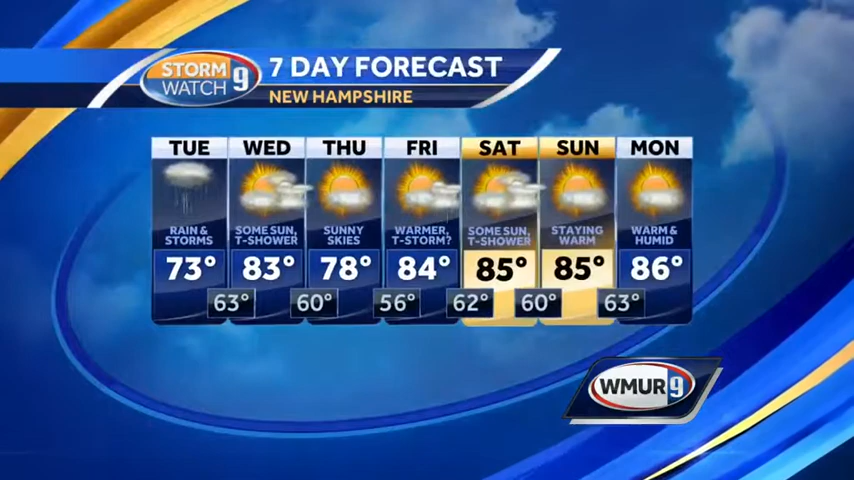 STORM
WATCH 9
7 DAY FORECAST
NEW HAMPSHIRE
TUE WED THU FRI SAT SUN MON
RAIN & SOME SUN, SUNNY WARMER, SOME SUN, STAYING WARM &
STORMS T-SHOWER SKIES T-STORM? T-SHOWER WARM HUMID
73° 83° 78° 84° 85° 85° 86°
63° 60° 56° 62° 60° 63°
WMUR 9